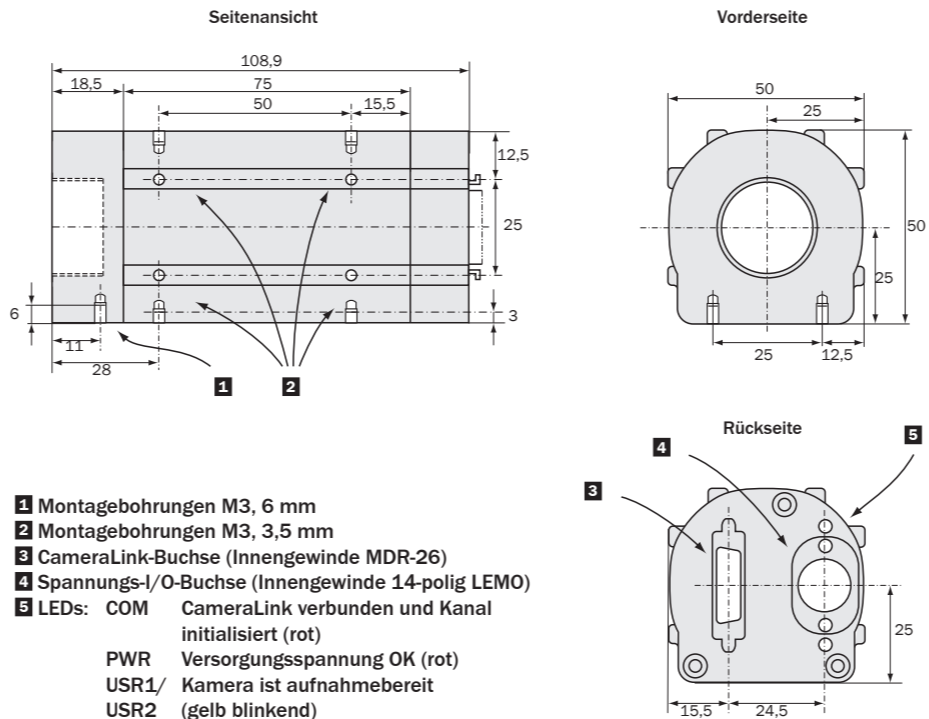 Seitenansicht
Vorderseite
108,9
18,5
75
50
15,5
12,5
25
3
6
11
28
1
2
50
25
50
25
25
12,5
Rückseite
4
5
3
25
15,5
24,5
1 Montagebohrungen M3, 6 mm
2 Montagebohrungen M3, 3,5 mm
3 CameraLink-Buchse (Innengewinde MDR-26)
4 Spannungs-I/O-Buchse (Innengewinde 14-polig LEMO)
5 LEDs: COM CameraLink verbunden und Kanal
initialisiert (rot)
PWR Versorgungsspannung OK (rot)
USR1/ Kamera ist aufnahmebereit
USR2 (gelb blinkend)